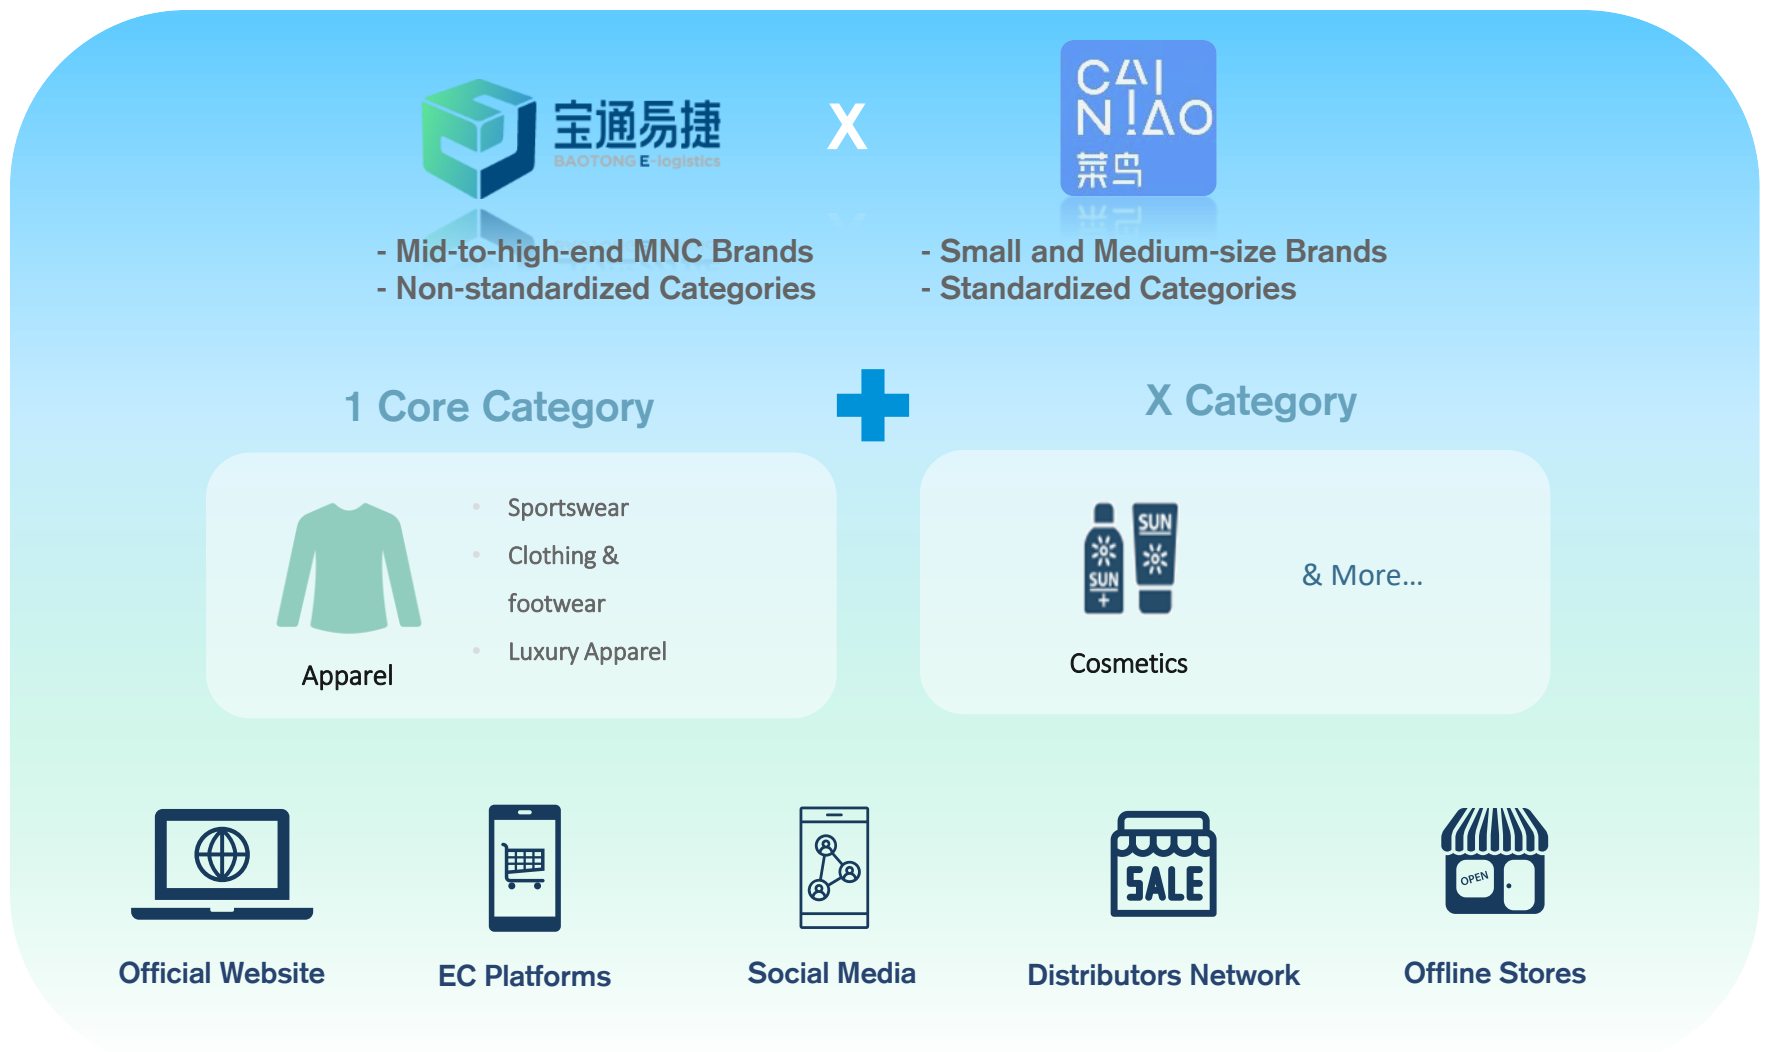 宝通易捷
BAOTONG E-logistics
X
CAI
NIAO
菜鸟
- Mid-to-high-end MNC Brands
- Non-standardized Categories
- Small and Medium-size Brands
- Standardized Categories
1 Core Category
X Category
• Sportswear
• Clothing &
footwear
• Luxury Apparel
Apparel
SUN
SUN
+
Cosmetics
& More...
SALE
OPEN
Official Website
EC Platforms
Social Media
Distributors Network
Offline Stores